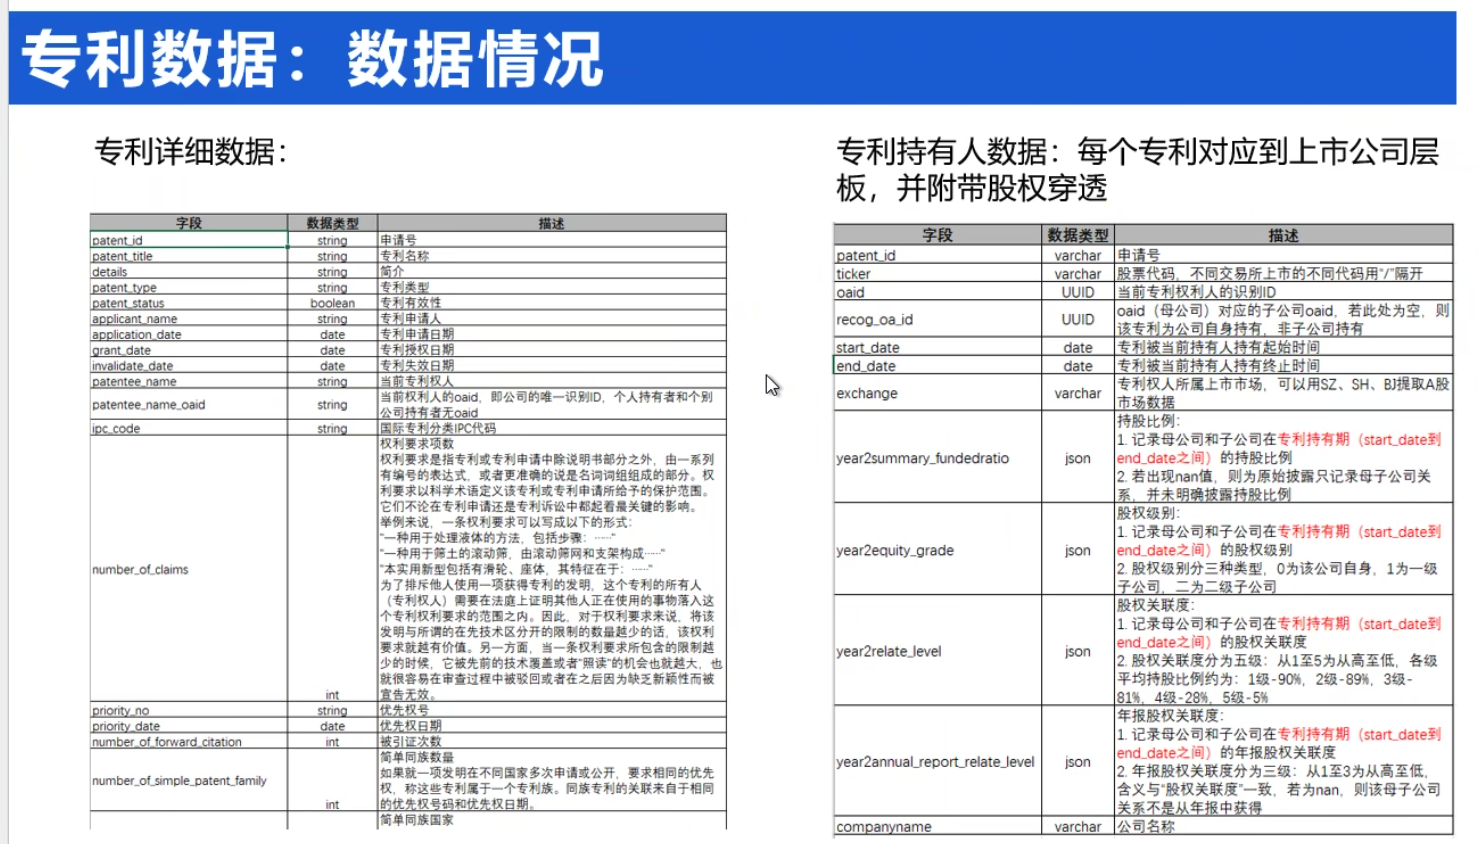 专利数据：数据情况
专利详细数据：
字段 数据类型 描述
patent_id string 申请号
patent_title string 专利名称
details string 简介
patent_type string 专利类型
patent_status boolean 专利有效性
applicant_name string 专利申请人
application_date date 专利申请日期
grant_date date 专利授权日期
invalidate_date date 专利失效日期
patentee_name string 当前专利权人
patentee_name_oaid string 当前权利人的oaid，即公司的唯一识别ID，个人持有者和个别
公司持有者无oaid
ipc_code string 国际专利分类IPC代码
number_of_claims int 权利要求项数
权利要求是指专利或专利申请中除说明书部分之外，由一系列
有编号的表达式，或者更准确的说是名词词组组成的部分。权
利要求以科学术语定义该专利或专利申请所给予的保护范围。
它们不论在专利申请还是专利诉讼中都起着最关键的影响。
举例来说，一条权利要求可以写成以下的形式：
“一种用于处理液体的方法，包括步骤：……”
“一种用于筛土的滚动筛，由滚动筛网和支架构成……”
“本实用新型包括有滑轮、座体，其特征在于：……”
为了排斥他人使用一项获得专利的发明，这个专利的所有人
（专利权人）需要在法庭上证明其他人正在使用的事物落入这
个专利权利要求的范围之内。因此，对于权利要求来说，将该
发明与所谓的在先技术区分开的限制的数量越少的话，该权利
要求就越有价值。另一方面，当一条权利要求所包含的限制越
少的时候，它被先前的技术覆盖或者“照读”的机会也就越大，也
就很容易在审查过程中被驳回或者在之后因为缺乏新颖性而被
宣告无效。
priority_no string 优先权号
priority_date date 优先权日期
number_of_forward_citation int 被引证次数
number_of_simple_patent_family int 简单同族数量
如果就一项发明在不同国家多次申请或公开，要求相同的优先
权，称这些专利属于一个专利族。同族专利的关联来自于相同
的优先权号码和优先权日期。
简单同族国家
专利持有人数据：每个专利对应到上市公司层
板，并附带股权穿透
字段 数据类型 描述
patent_id varchar 申请号
ticker varchar 股票代码，不同交易所上市的不同代码用“/”隔开
oaid UUID 当前专利权利人的识别ID
recog_oa_id UUID oaid（母公司）对应的子公司oaid，若此处为空，则
该专利为公司自身持有，非子公司持有
start_date date 专利被当前持有人持有起始时间
end_date date 专利被当前持有人持有终止时间
exchange varchar 专利权人所属上市市场，可以用SZ、SH、BJ提取A股
市场数据
year2summary_fundedratio json 持股比例：
1. 记录母公司和子公司在专利持有期（start_date到
end_date之间）的持股比例
2. 若出现nan值，则为原始披露只记录母子公司关
系，并未明确披露持股比例
year2equity_grade json 股权级别：
1. 记录母公司和子公司在专利持有期（start_date到
end_date之间）的股权级别
2. 股权级别分三种类型，0为该公司自身，1为一级
子公司，二为二级子公司
year2relate_level json 股权关联度：
1. 记录母公司和子公司在专利持有期（start_date到
end_date之间）的股权关联度
2. 股权关联度分为五级：从1至5为从高至低，各级
平均持股比例约为：1级-90%，2级-89%，3级-
81%，4级-28%，5级-5%
year2annual_report_relate_level json 年报股权关联度：
1. 记录母公司和子公司在专利持有期（start_date到
end_date之间）的年报股权关联度
2. 年报股权关联度分为三级：从1至3为从高至低，
含义与“股权关联度”一致，若为nan，则该母子公司
关系不是从年报中获得
companyname varchar 公司名称